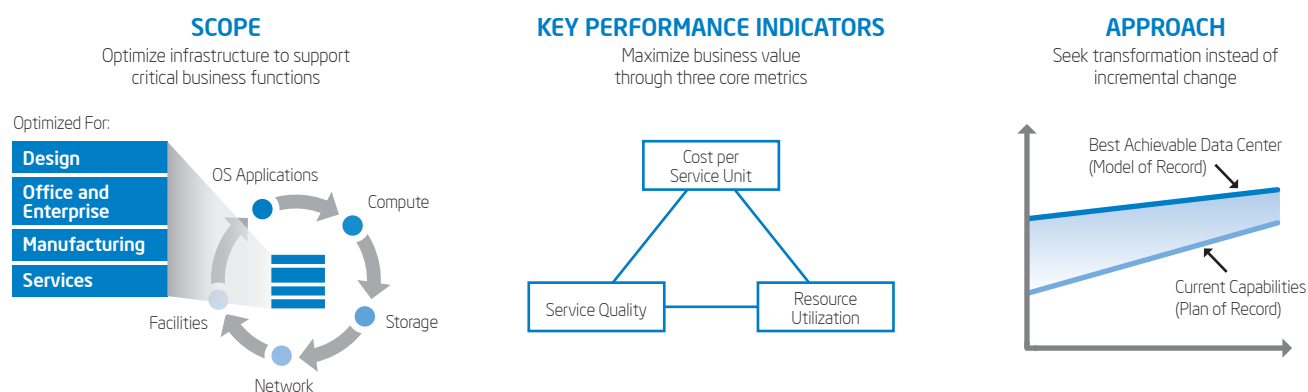 SCOPE
Optimize infrastructure to support
critical business functions
Optimized For:
Design
Office and
Enterprise
Manufacturing
Services
OS Applications
Compute
Storage
Network
Facilities
KEY PERFORMANCE INDICATORS
Maximize business value
through three core metrics
Cost per
Service Unit
Service Quality
Resource
Utilization
APPROACH
Seek transformation instead of
incremental change
Best Achievable Data Center
(Model of Record)
Current Capabilities
(Plan of Record)